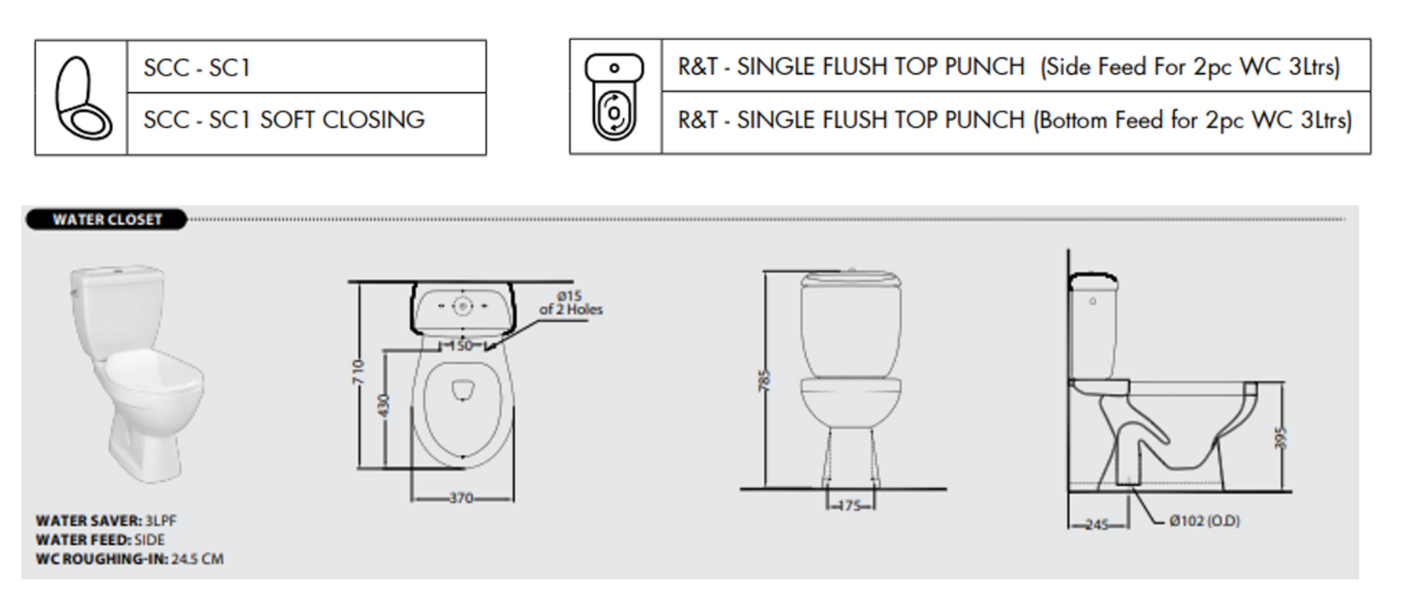 SCC - SC1
SCC - SC1 SOFT CLOSING
R&T - SINGLE FLUSH TOP PUNCH (Side Feed For 2pc WC 3Ltrs)
R&T - SINGLE FLUSH TOP PUNCH (Bottom Feed for 2pc WC 3Ltrs)
WATER CLOSET
Ø15
of 2 Holes
150
710
430
370
785
175
395
245
Ø102 (O.D)
WATER SAVER: 3LPF
WATER FEED: SIDE
WC ROUGHING-IN: 24.5 CM